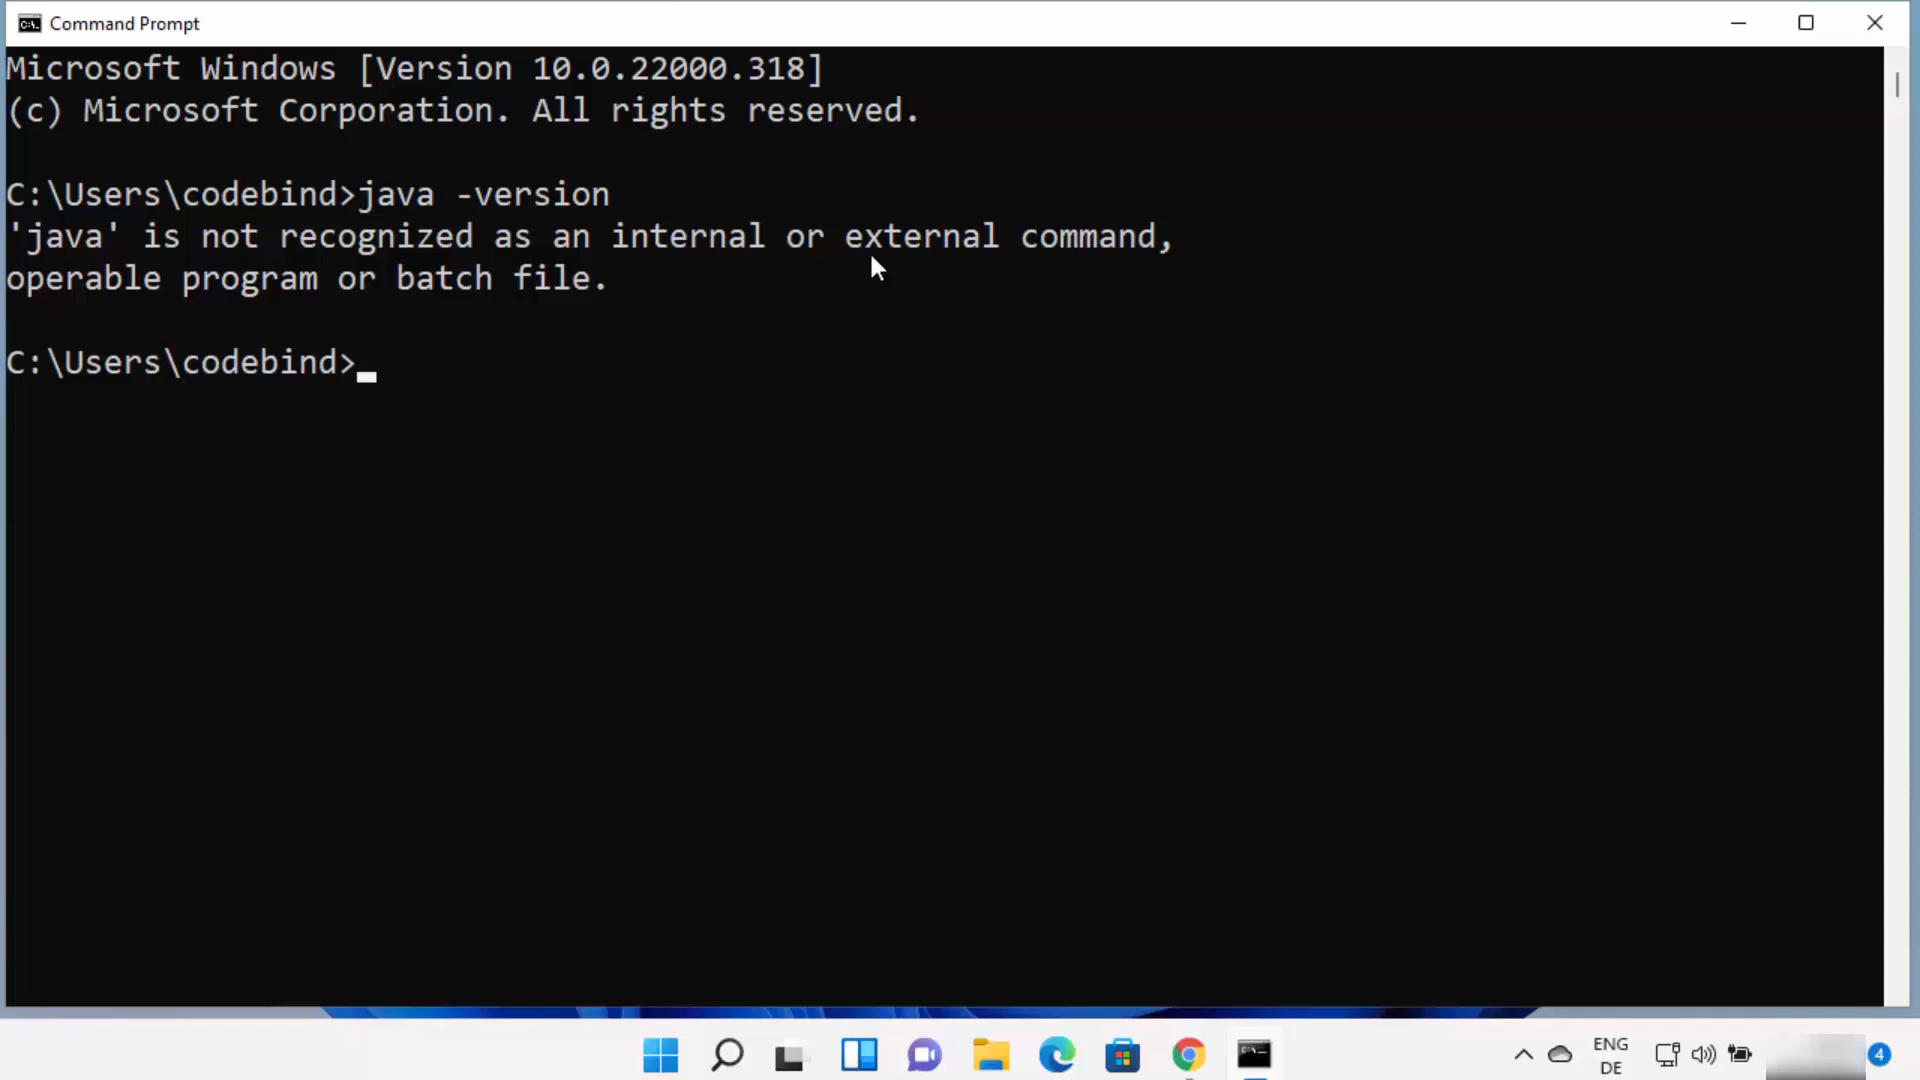 Command Prompt
Microsoft Windows [Version 10.0.22000.318]
(c) Microsoft Corporation. All rights reserved.
C:\Users\codebind>java -version
'java' is not recognized as an internal or external command,
operable program or batch file.
C:\Users\codebind>
ENG
DE
4